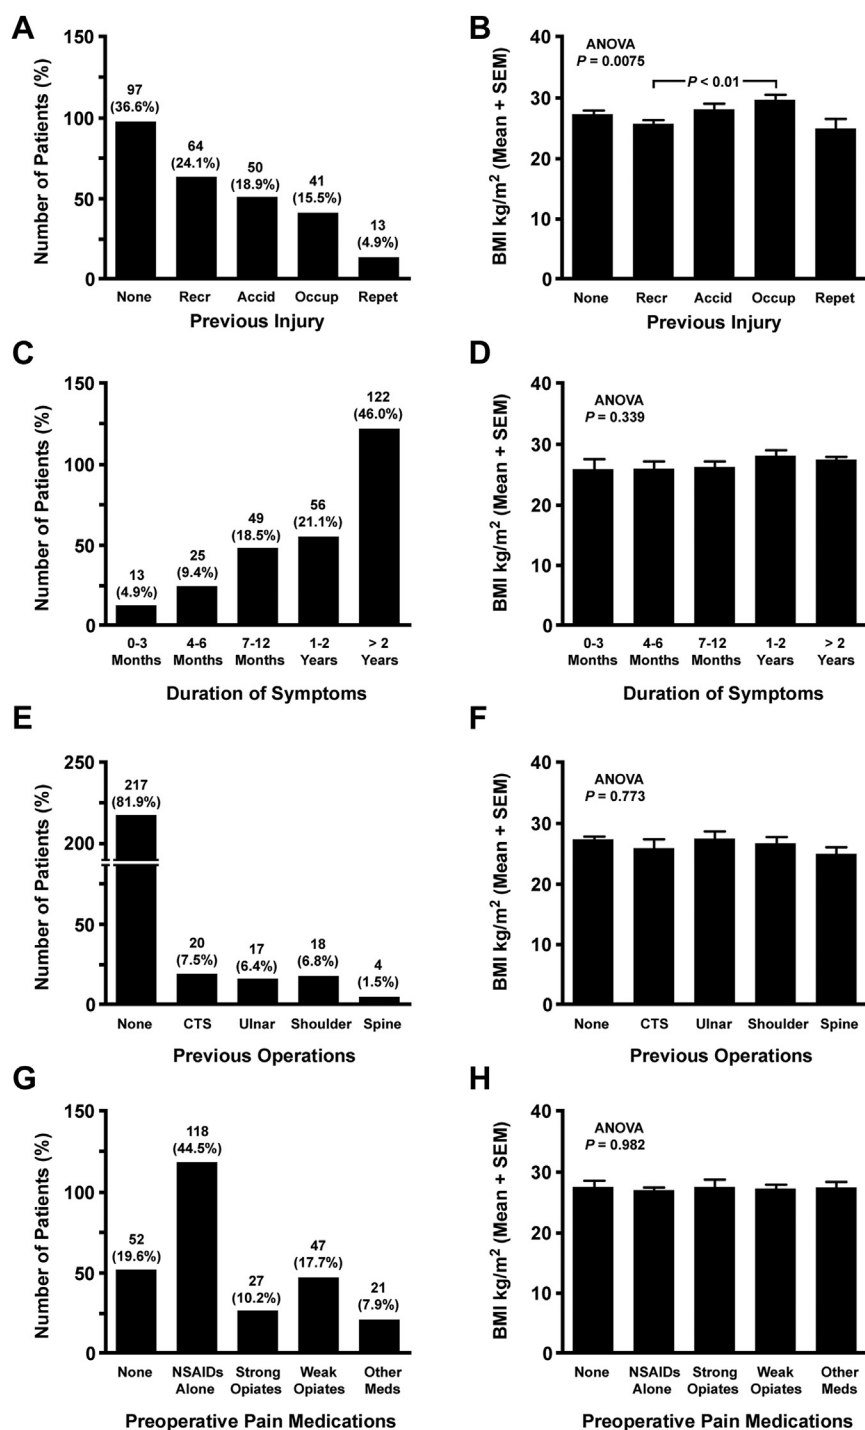 A
Number of Patients (%)
150
100
50
0
97
(36.6%)
64
(24.1%)
50
(18.9%)
41
(15.5%)
13
(4.9%)
None Recr Accid Occup Repet
Previous Injury
B
BMI kg/m² (Mean + SEM)
40
30
20
10
0
ANOVA
P = 0.0075
P < 0.01
None Recr Accid Occup Repet
Previous Injury
C
Number of Patients (%)
150
100
50
0
13
(4.9%)
25
(9.4%)
49
(18.5%)
56
(21.1%)
122
(46.0%)
0-3 4-6 7-12 1-2 > 2
Months Months Months Years Years
Duration of Symptoms
D
BMI kg/m² (Mean + SEM)
40
30
20
10
0
ANOVA
P = 0.339
0-3 4-6 7-12 1-2 > 2
Months Months Months Years Years
Duration of Symptoms
E
Number of Patients (%)
250
200
50
0
217
(81.9%)
20
(7.5%)
17
(6.4%)
18
(6.8%)
4
(1.5%)
None CTS Ulnar Shoulder Spine
Previous Operations
F
BMI kg/m² (Mean + SEM)
40
30
20
10
0
ANOVA
P = 0.773
None CTS Ulnar Shoulder Spine
Previous Operations
G
Number of Patients (%)
150
100
50
0
52
(19.6%)
118
(44.5%)
27
(10.2%)
47
(17.7%)
21
(7.9%)
None NSAIDs Strong Weak Other
Alone Opiates Opiates Meds
Preoperative Pain Medications
H
BMI kg/m² (Mean + SEM)
40
30
20
10
0
ANOVA
P = 0.982
None NSAIDs Strong Weak Other
Alone Opiates Opiates Meds
Preoperative Pain Medications